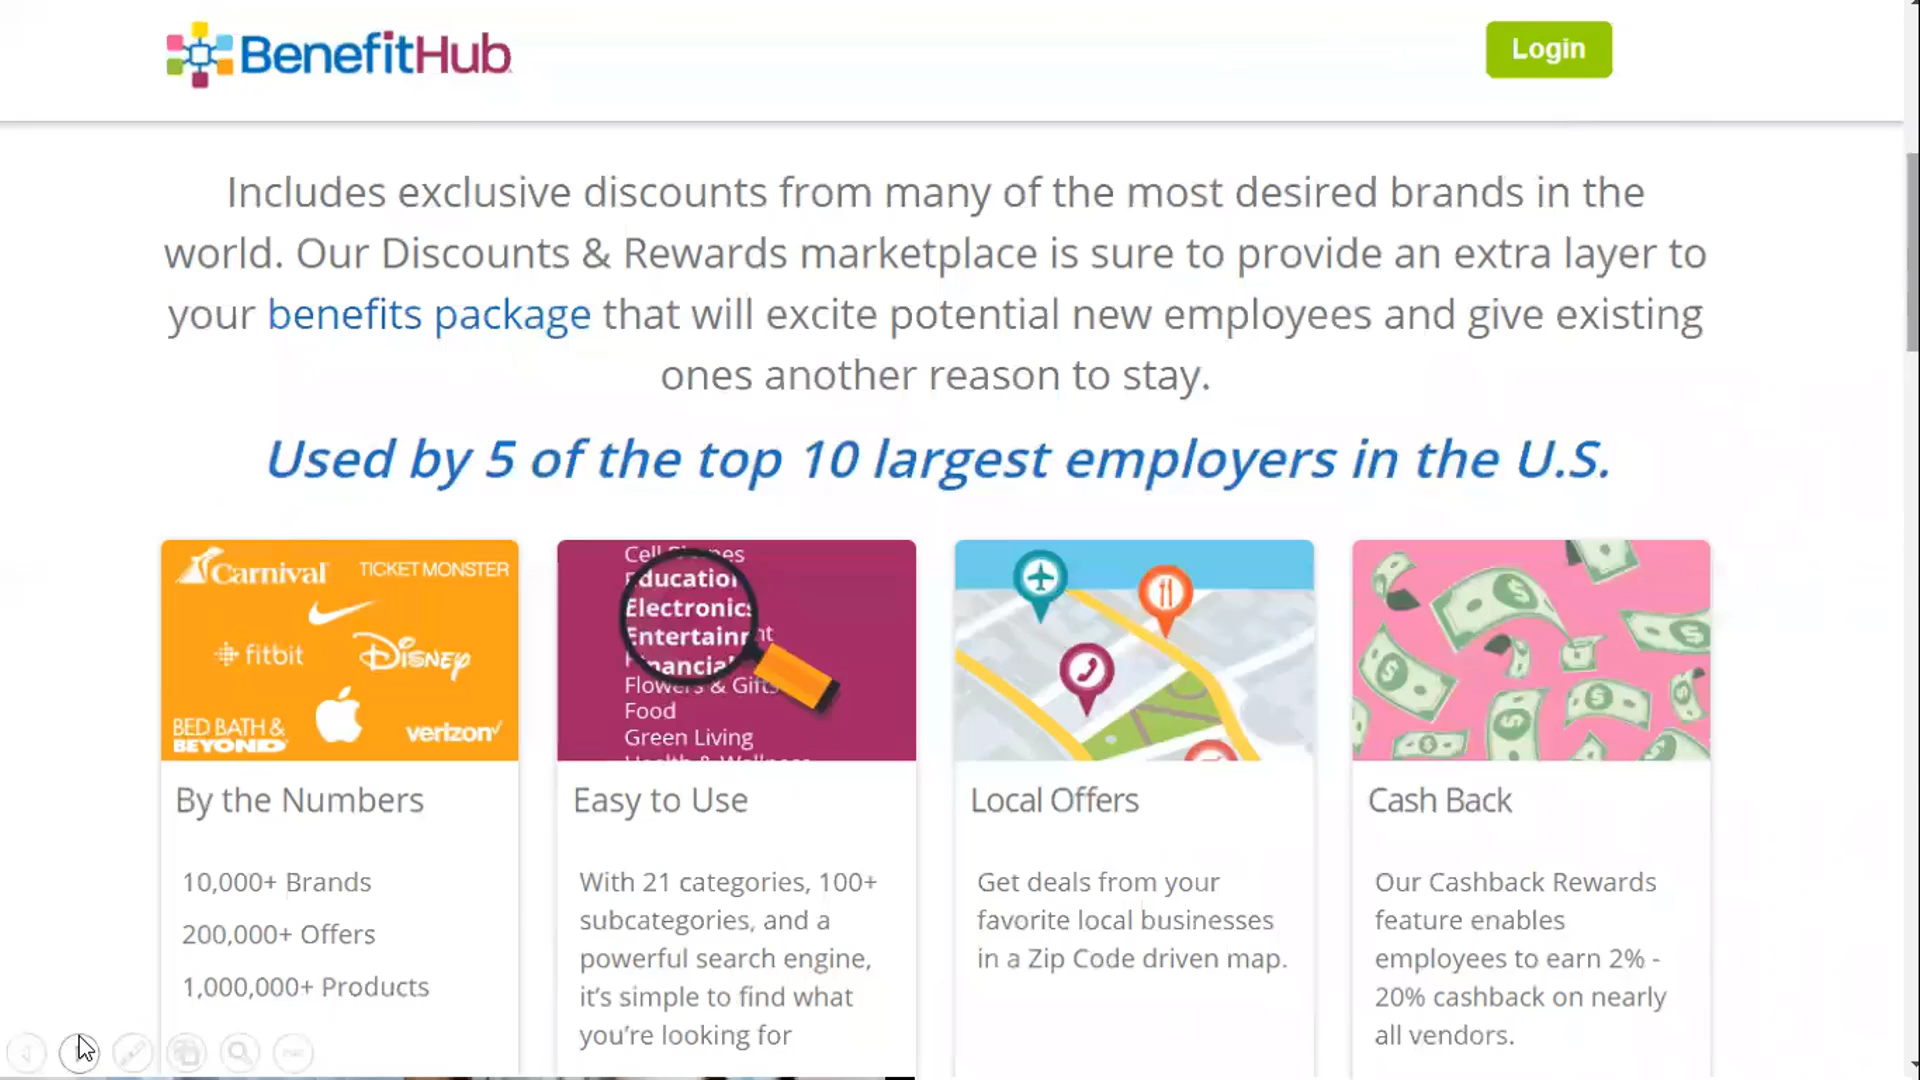 BenefitHub
Login
Includes exclusive discounts from many of the most desired brands in the
world. Our Discounts & Rewards marketplace is sure to provide an extra layer to
your benefits package that will excite potential new employees and give existing
ones another reason to stay.
Used by 5 of the top 10 largest employers in the U.S.
Carnival
TICKET MONSTER
fitbit
DISNEY
BED BATH &
BEYOND
verizon
Education
Electronics
Financial
Flowers & Gifts
Food
Green Living
Health & Wellness
By the Numbers
10,000+ Brands
200,000+ Offers
1,000,000+ Products
Easy to Use
With 21 categories, 100+
subcategories, and a
powerful search engine,
it's simple to find what
you're looking for
Local Offers
Get deals from your
favorite local businesses
in a Zip Code driven map.
Cash Back
Our Cashback Rewards
feature enables
employees to earn 2% -
20% cashback on nearly
all vendors.